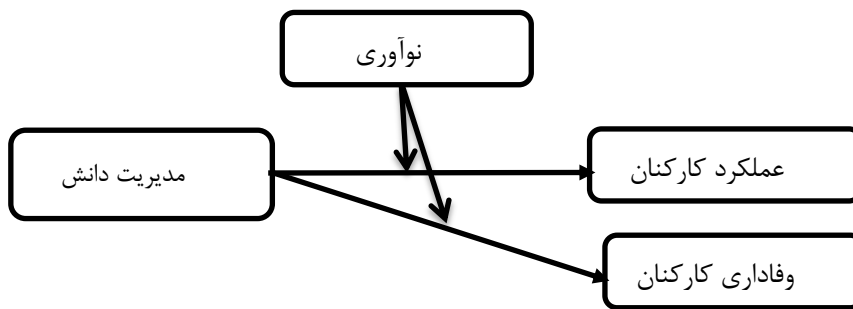 نوآوری
مدیریت دانش
عملکرد کارکنان
وفاداری کارکنان